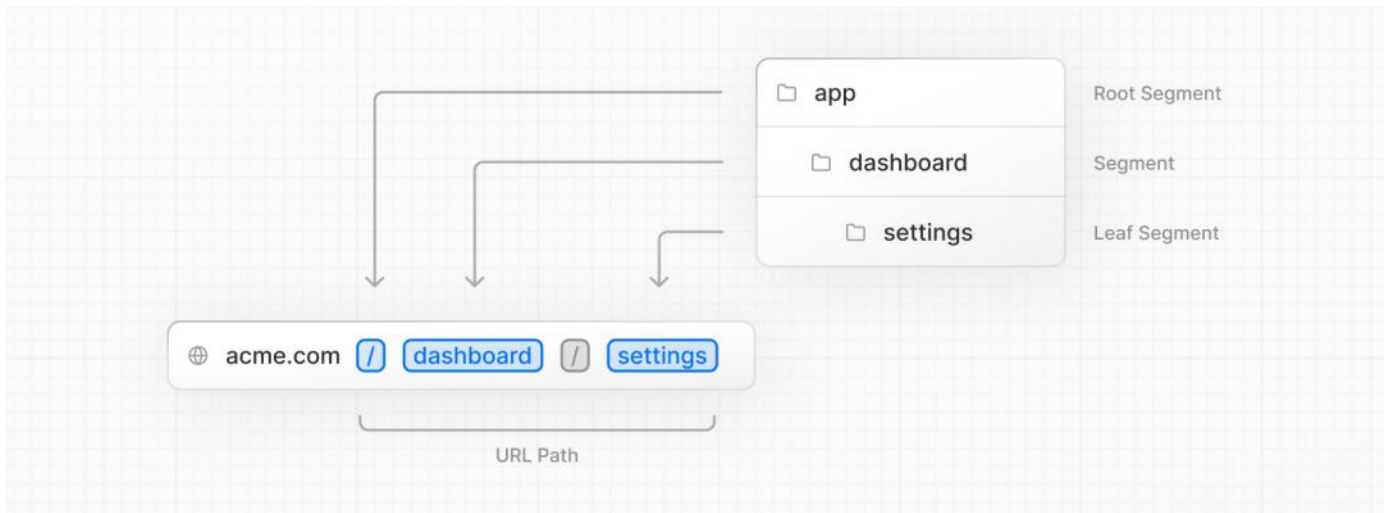 app
Root Segment
dashboard
Segment
settings
Leaf Segment
acme.com / dashboard / settings
URL Path